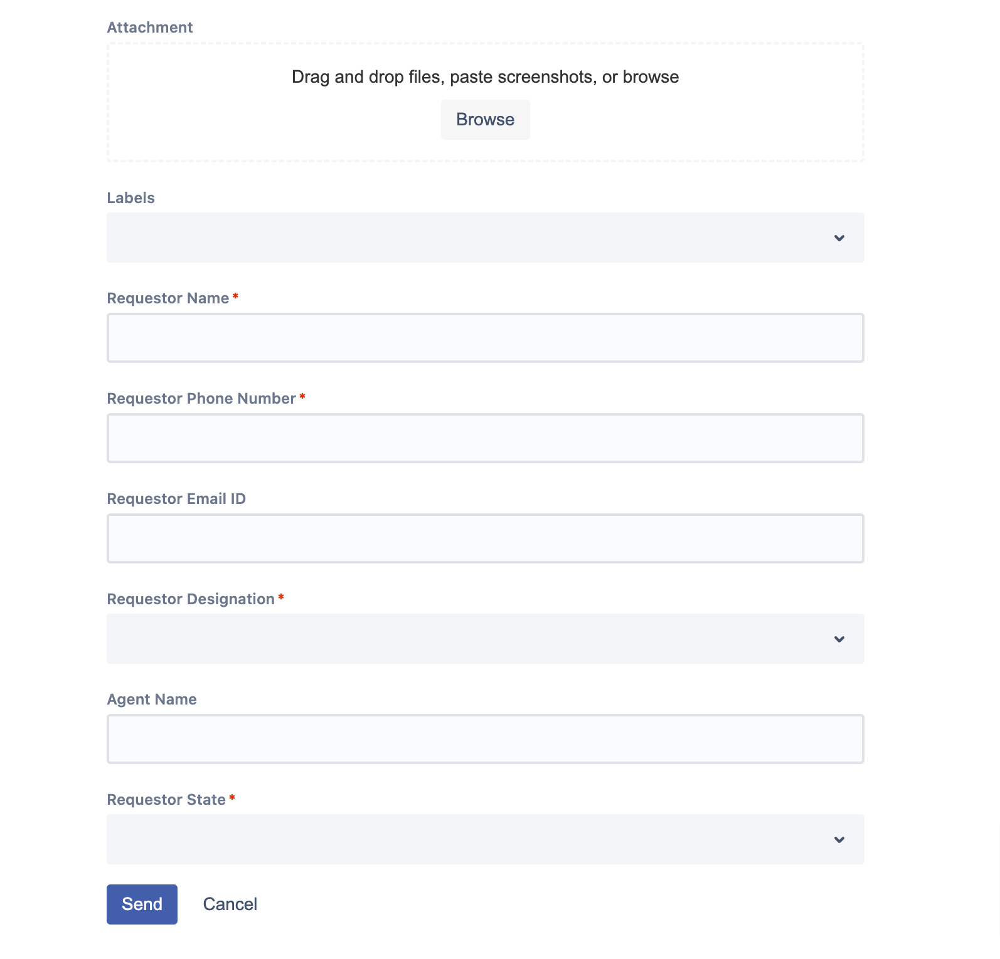 Attachment
Drag and drop files, paste screenshots, or browse
Browse
Labels
Requestor Name *
Requestor Phone Number *
Requestor Email ID
Requestor Designation *
Agent Name
Requestor State *
Send Cancel